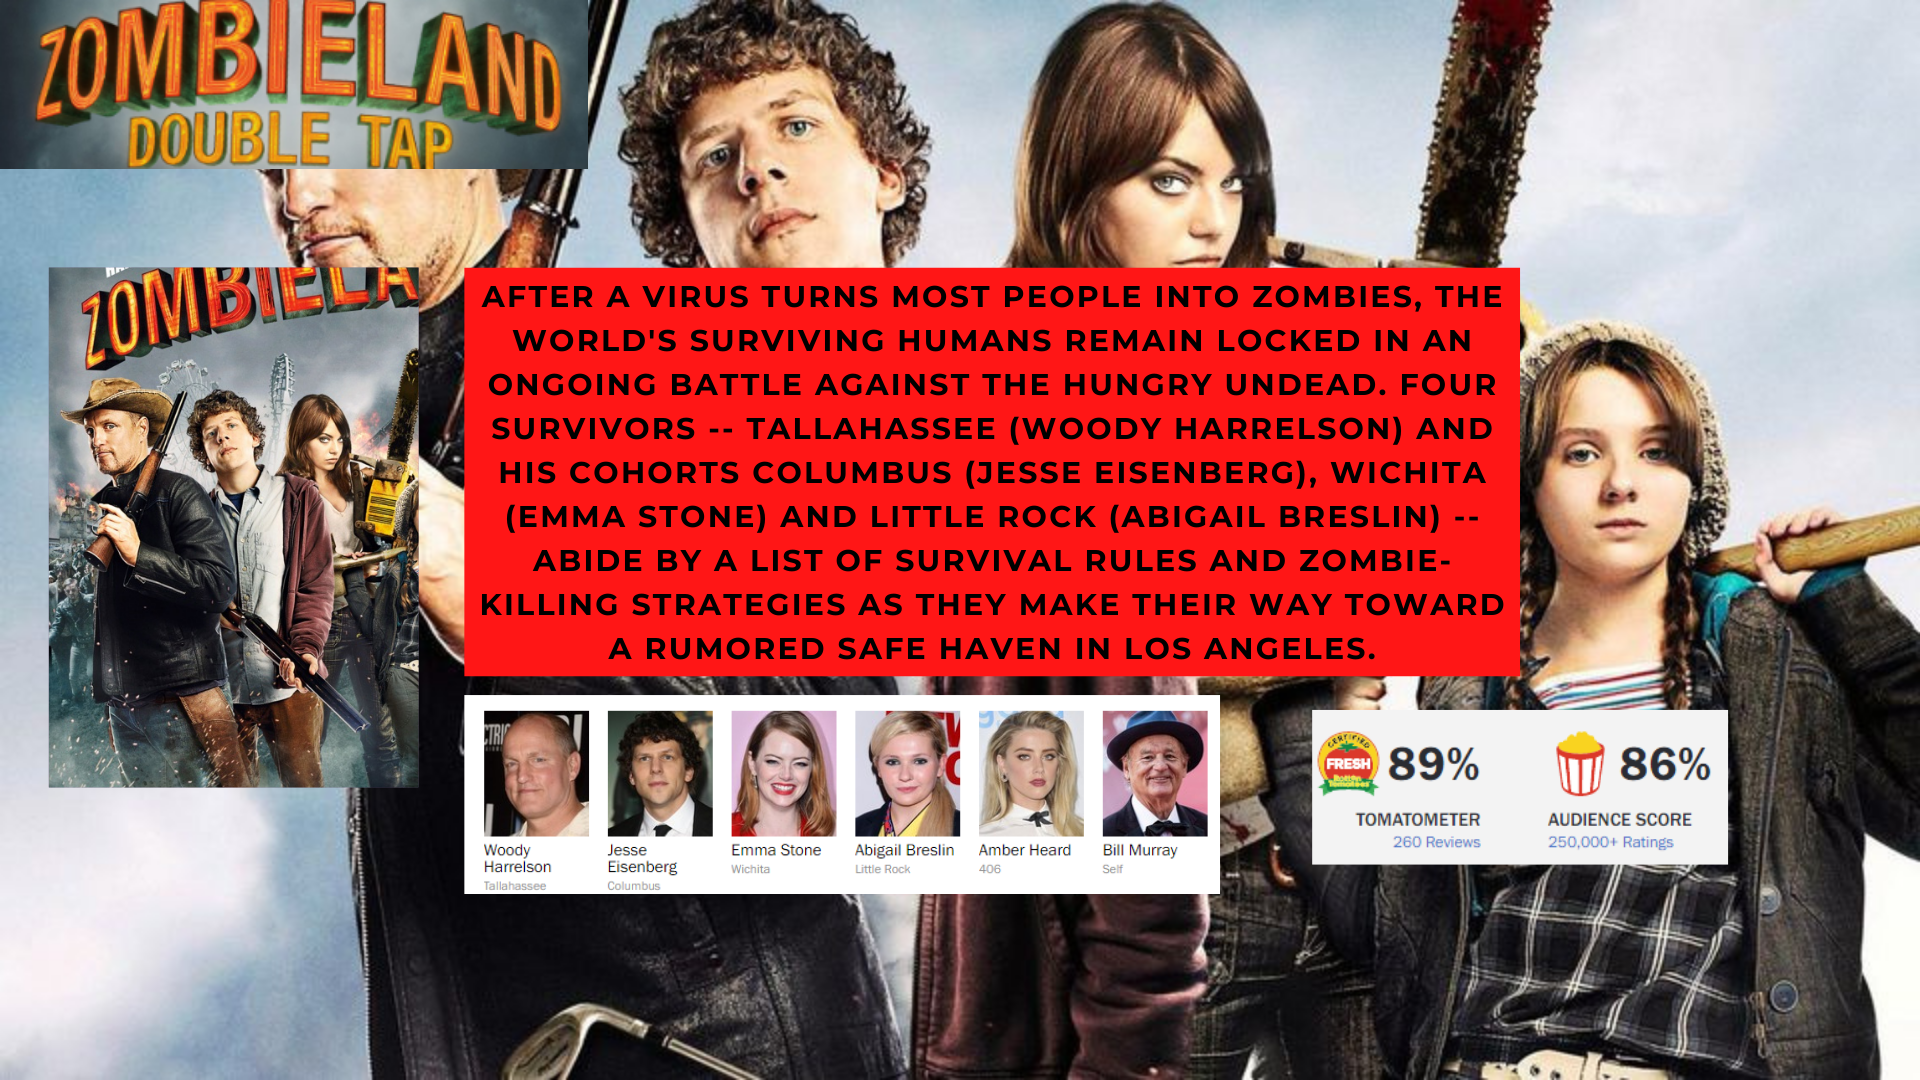 ZOMBIELAND
DOUBLE TAP
ZOMBIELA
AFTER A VIRUS TURNS MOST PEOPLE INTO ZOMBIES, THE
WORLD'S SURVIVING HUMANS REMAIN LOCKED IN AN
ONGOING BATTLE AGAINST THE HUNGRY UNDEAD. FOUR
SURVIVORS -- TALLAHASSEE (WOODY HARRELSON) AND
HIS COHORTS COLUMBUS (JESSE EISENBERG), WICHITA
(EMMA STONE) AND LITTLE ROCK (ABIGAIL BRESLIN) --
ABIDE BY A LIST OF SURVIVAL RULES AND ZOMBIE-
KILLING STRATEGIES AS THEY MAKE THEIR WAY TOWARD
A RUMORED SAFE HAVEN IN LOS ANGELES.
Woody
Harrelson
Tallahassee
Jesse
Eisenberg
Columbus
Emma Stone
Wichita
Abigail Breslin
Little Rock
Amber Heard
406
Bill Murray
Self
CERTIFIED
FRESH
Rotten
Tomatoes
89%
TOMATOMETER
260 Reviews
86%
AUDIENCE SCORE
250,000+ Ratings